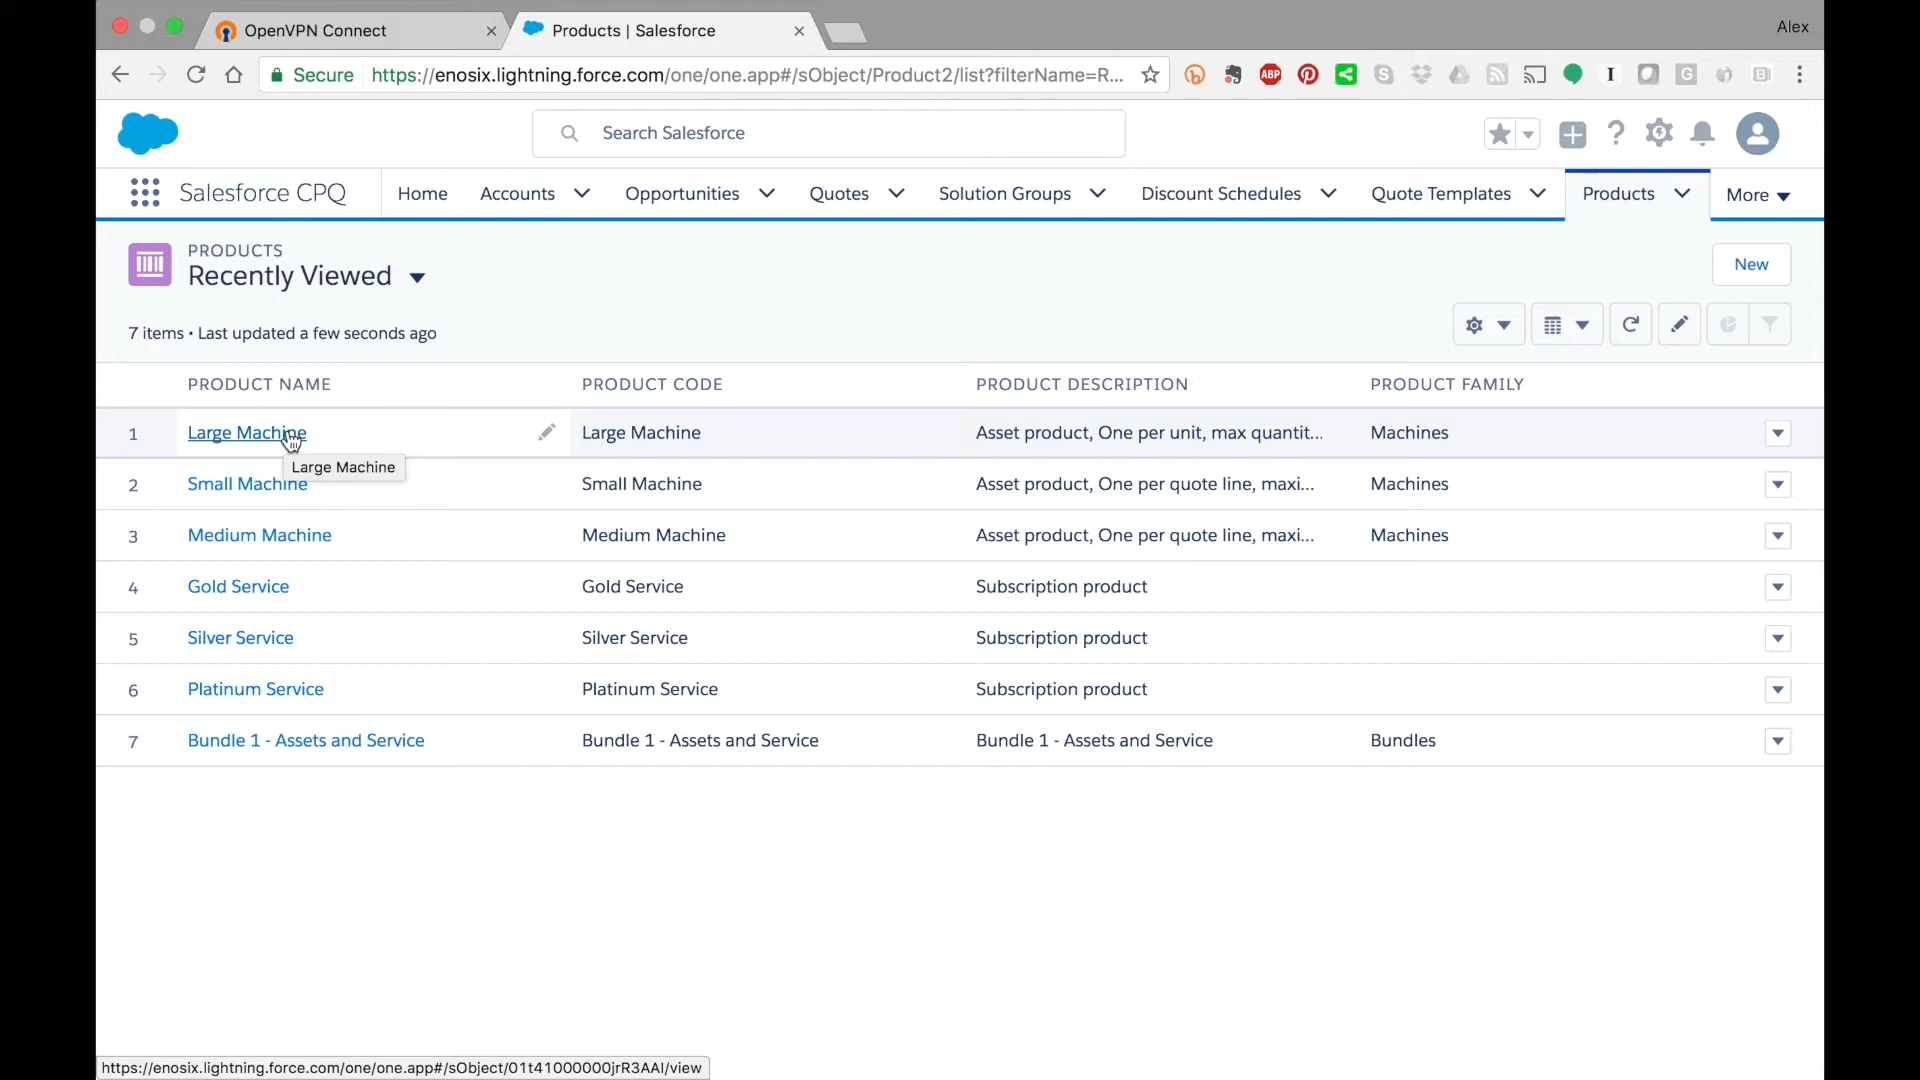 OpenVPN Connect
Products | Salesforce
Alex
Secure https://enosix.lightning.force.com/one/one.app#/sObject/Product2/list?filterName=R...
ABP
I
G
B
Search Salesforce
Salesforce CPQ
Home
Accounts
Opportunities
Quotes
Solution Groups
Discount Schedules
Quote Templates
Products
More
PRODUCTS
Recently Viewed
New
7 items • Last updated a few seconds ago
PRODUCT NAME PRODUCT CODE PRODUCT DESCRIPTION PRODUCT FAMILY
1 Large Machine Large Machine Asset product, One per unit, max quantit... Machines
Large Machine
2 Small Machine Small Machine Asset product, One per quote line, maxi... Machines
3 Medium Machine Medium Machine Asset product, One per quote line, maxi... Machines
4 Gold Service Gold Service Subscription product
5 Silver Service Silver Service Subscription product
6 Platinum Service Platinum Service Subscription product
7 Bundle 1 - Assets and Service Bundle 1 - Assets and Service Bundle 1 - Assets and Service Bundles
https://enosix.lightning.force.com/one/one.app#/sObject/01t41000000jrR3AAI/view